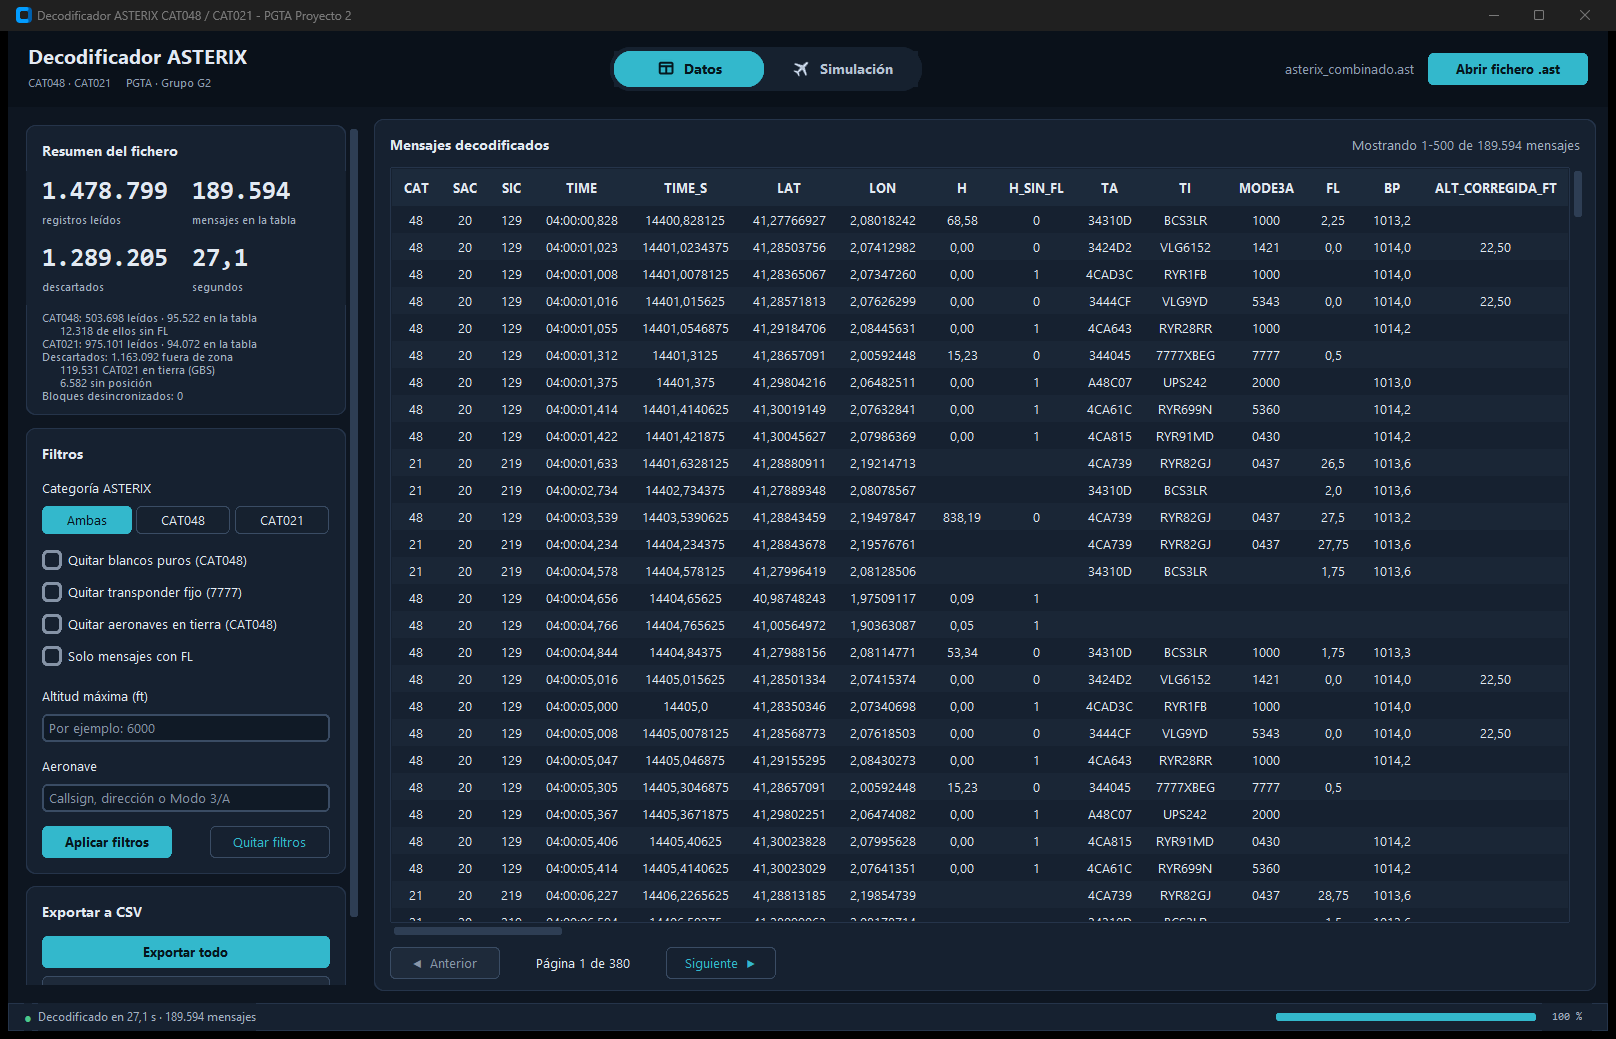 Decodificador ASTERIX CAT048 / CAT021 - PGTA Proyecto 2
Decodificador ASTERIX
CAT048 · CAT021 PGTA · Grupo G2
Datos
Simulación
asterix_combinado.ast
Abrir fichero .ast
Resumen del fichero
1.478.799 189.594
registros leídos mensajes en la tabla
1.289.205 27,1
descartados segundos
CAT048: 503.698 leídos · 95.522 en la tabla
12.318 de ellos sin FL
CAT021: 975.101 leídos · 94.072 en la tabla
Descartados: 1.163.092 fuera de zona
119.531 CAT021 en tierra (GBS)
6.582 sin posición
Bloques desincronizados: 0
Filtros
Categoría ASTERIX
Ambas CAT048 CAT021
Quitar blancos puros (CAT048)
Quitar transponder fijo (7777)
Quitar aeronaves en tierra (CAT048)
Solo mensajes con FL
Altitud máxima (ft)
Por ejemplo: 6000
Aeronave
Callsign, dirección o Modo 3/A
Aplicar filtros Quitar filtros
Exportar a CSV
Exportar todo
Mensajes decodificados
Mostrando 1-500 de 189.594 mensajes
CAT SAC SIC TIME TIME_S LAT LON H H_SIN_FL TA TI MODE3A FL BP ALT_CORREGIDA_FT
48 20 129 04:00:00,828 14400,828125 41,27766927 2,08018242 68,58 0 34310D BCS3LR 1000 2,25 1013,2
48 20 129 04:00:01,023 14401,0234375 41,28503756 2,07412982 0,00 0 3424D2 VLG6152 1421 0,0 1014,0 22,50
48 20 129 04:00:01,008 14401,0078125 41,28365067 2,07347260 0,00 1 4CAD3C RYR1FB 1000 1014,0
48 20 129 04:00:01,016 14401,015625 41,28571813 2,07626299 0,00 0 3444CF VLG9YD 5343 0,0 1014,0 22,50
48 20 129 04:00:01,055 14401,0546875 41,29184706 2,08445631 0,00 1 4CA643 RYR28RR 1000 1014,2
48 20 129 04:00:01,312 14401,3125 41,28657091 2,00592448 15,23 0 344045 7777XBEG 7777 0,5
48 20 129 04:00:01,375 14401,375 41,29804216 2,06482511 0,00 1 A48C07 UPS242 2000 1013,0
48 20 129 04:00:01,414 14401,4140625 41,30019149 2,07632841 0,00 1 4CA61C RYR699N 5360 1014,2
48 20 129 04:00:01,422 14401,421875 41,30045627 2,07986369 0,00 1 4CA815 RYR91MD 0430 1014,2
21 20 219 04:00:01,633 14401,6328125 41,28880911 2,19214713 4CA739 RYR82GJ 0437 26,5 1013,6
21 20 219 04:00:02,734 14402,734375 41,27889348 2,08078567 34310D BCS3LR 2,0 1013,6
48 20 129 04:00:03,539 14403,5390625 41,28843459 2,19497847 838,19 0 4CA739 RYR82GJ 0437 27,5 1013,2
21 20 219 04:00:04,234 14404,234375 41,28843678 2,19576761 4CA739 RYR82GJ 0437 27,75 1013,6
21 20 219 04:00:04,578 14404,578125 41,27996419 2,08128506 34310D BCS3LR 1,75 1013,6
48 20 129 04:00:04,656 14404,65625 40,98748243 1,97509117 0,09 1
48 20 129 04:00:04,766 14404,765625 41,00564972 1,90363087 0,05 1
48 20 129 04:00:04,844 14404,84375 41,27988156 2,08114771 53,34 0 34310D BCS3LR 1000 1,75 1013,3
48 20 129 04:00:05,016 14405,015625 41,28501334 2,07415374 0,00 0 3424D2 VLG6152 1421 0,0 1014,0 22,50
48 20 129 04:00:05,000 14405,0 41,28350346 2,07340698 0,00 1 4CAD3C RYR1FB 1000 1014,0
48 20 129 04:00:05,008 14405,0078125 41,28568773 2,07618503 0,00 0 3444CF VLG9YD 5343 0,0 1014,0 22,50
48 20 129 04:00:05,047 14405,046875 41,29155295 2,08430273 0,00 1 4CA643 RYR28RR 1000 1014,2
48 20 129 04:00:05,305 14405,3046875 41,28657091 2,00592448 15,23 0 344045 7777XBEG 7777 0,5
48 20 129 04:00:05,367 14405,3671875 41,29802251 2,06474082 0,00 1 A48C07 UPS242 2000
48 20 129 04:00:05,406 14405,40625 41,30023828 2,07995628 0,00 1 4CA815 RYR91MD 0430 1014,2
48 20 129 04:00:05,414 14405,4140625 41,30023029 2,07641351 0,00 1 4CA61C RYR699N 5360 1014,2
21 20 219 04:00:06,227 14406,2265625 41,28813185 2,19854739 4CA739 RYR82GJ 0437 28,75 1013,6
◄ Anterior Página 1 de 380 Siguiente ►
Decodificado en 27,1 s · 189.594 mensajes
100 %